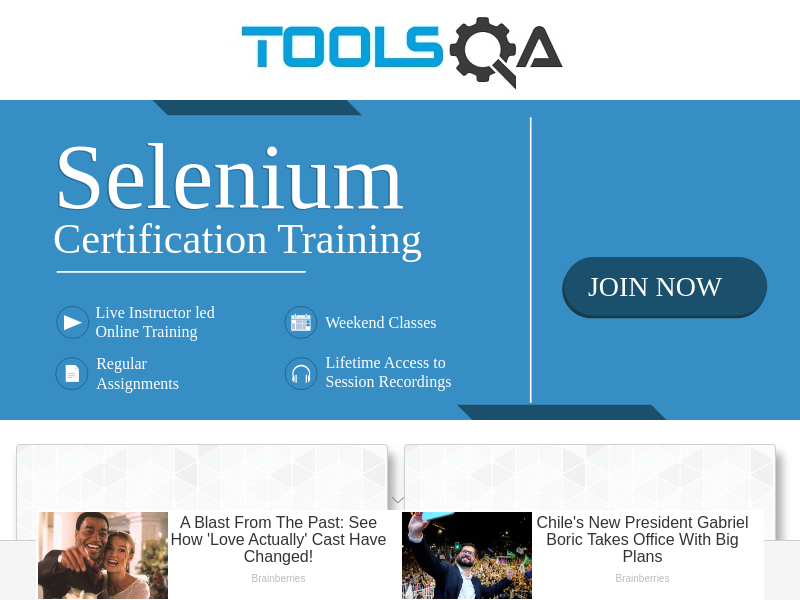 TOOLSQA
Selenium
Certification Training
JOIN NOW
Live Instructor led
Online Training
Weekend Classes
Regular
Assignments
Lifetime Access to
Session Recordings
A Blast From The Past: See
How 'Love Actually' Cast Have
Changed!
Brainberries
Chile's New President Gabriel
Boric Takes Office With Big
Plans
Brainberries